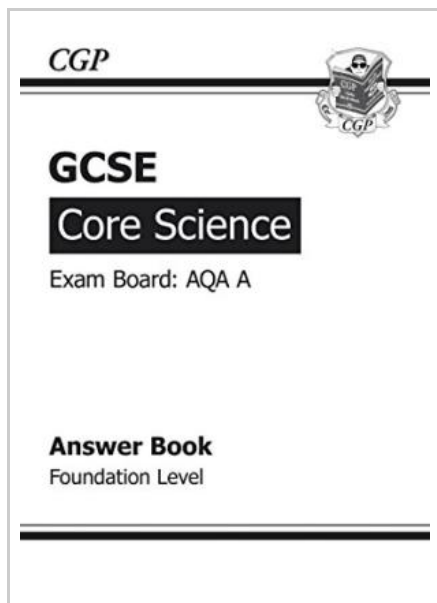 CGP
CGP
GCSE
Core Science
Exam Board: AQA A
Answer Book
Foundation Level